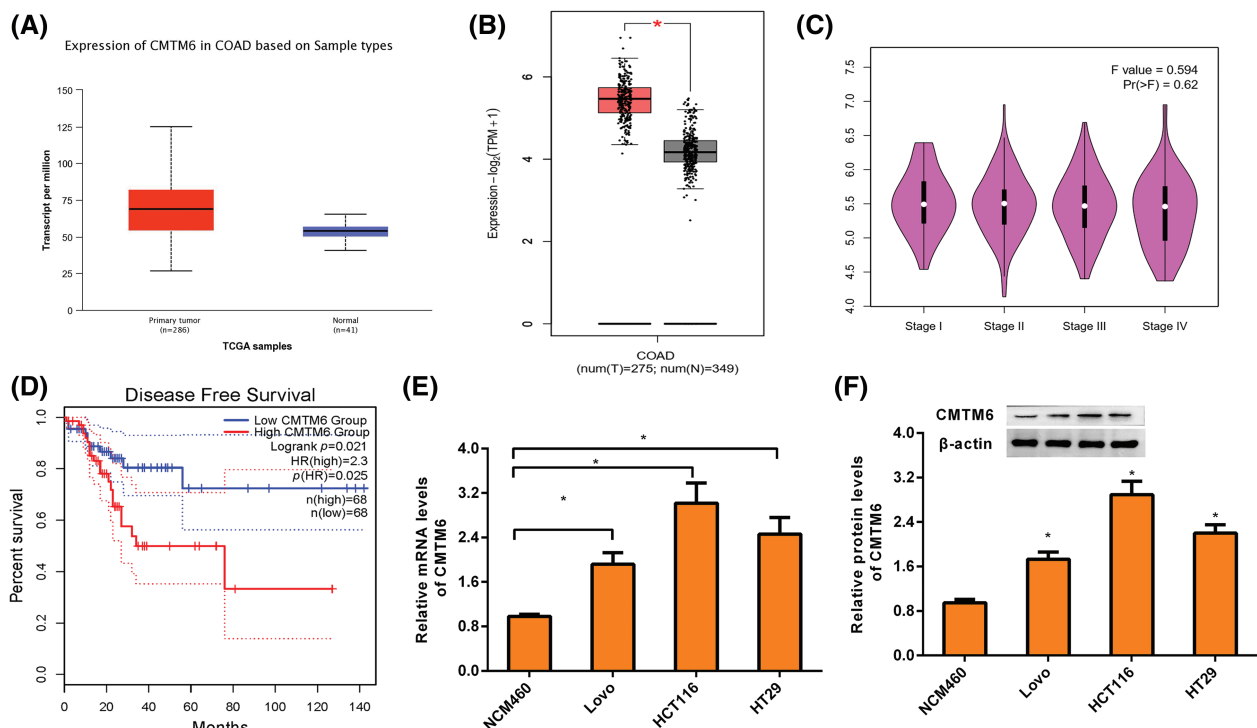 (A)
Expression of CMTM6 in COAD based on Sample types
Transcript per million
150
125
100
75
50
25
0
Primary tumor
(n=286)
Normal
(n=41)
TCGA samples
(B)
*
Expression−log2(TPM + 1)
6
4
2
0
COAD
(num(T)=275; num(N)=349)
(C)
F value = 0.594
Pr(>F) = 0.62
7.5
7.0
6.5
6.0
5.5
5.0
4.5
4.0
Stage I
Stage II
Stage III
Stage IV
(D)
Disease Free Survival
Low CMTM6 Group
High CMTM6 Group
Logrank p=0.021
HR(high)=2.3
p(HR)=0.025
n(high)=68
n(low)=68
Percent survival
1.0
0.8
0.6
0.4
0.2
0.0
0
20
40
60
80
100
120
140
Months
(E)
Relative mRNA levels
of CMTM6
4.0
3.2
2.4
1.6
0.8
0.0
*
*
*
NCM460
Lovo
HCT116
HT29
(F)
CMTM6
β-actin
Relative protein levels
of CMTM6
4.0
3.2
2.4
1.6
0.8
0.0
*
*
*
NCM460
Lovo
HCT116
HT29